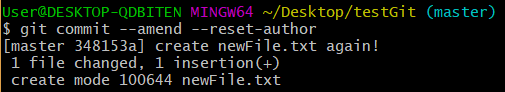 User@DESKTOP-QDBITEN MINGW64 ~/Desktop/testGit (master)
$ git commit --amend --reset-author
[master 348153a] create newFile.txt again!
 1 file changed, 1 insertion(+)
 create mode 100644 newFile.txt